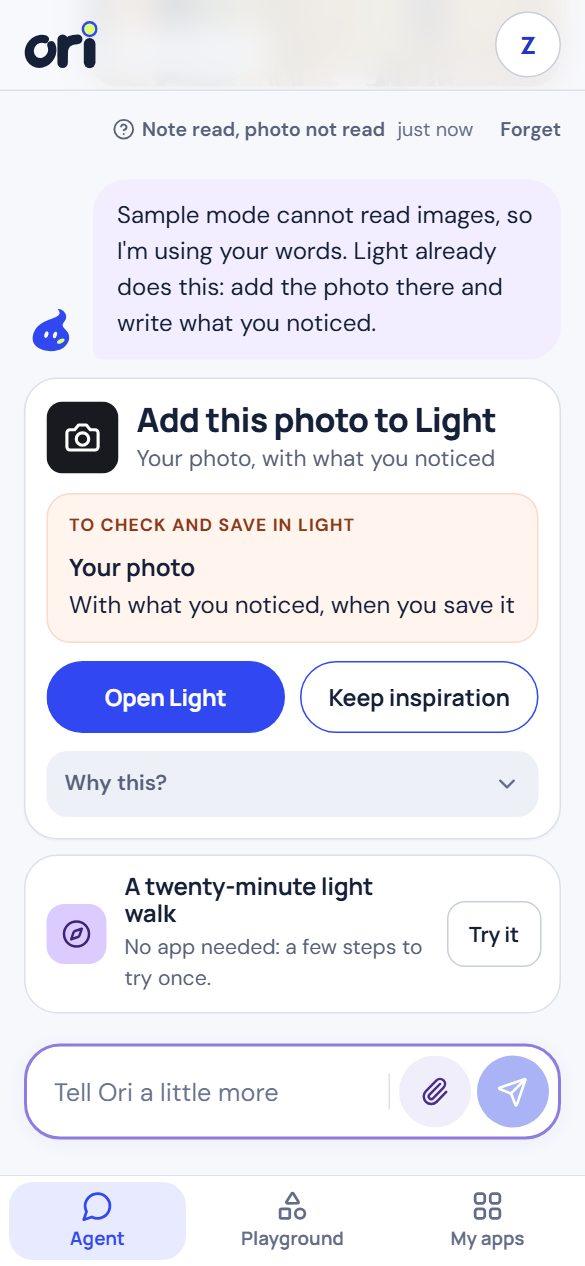 ori
Z
Note read, photo not read just now Forget
Sample mode cannot read images, so
I'm using your words. Light already
does this: add the photo there and
write what you noticed.
Add this photo to Light
Your photo, with what you noticed
TO CHECK AND SAVE IN LIGHT
Your photo
With what you noticed, when you save it
Open Light
Keep inspiration
Why this?
A twenty-minute light
walk
No app needed: a few steps to
try once.
Try it
Tell Ori a little more
Agent
Playground
My apps